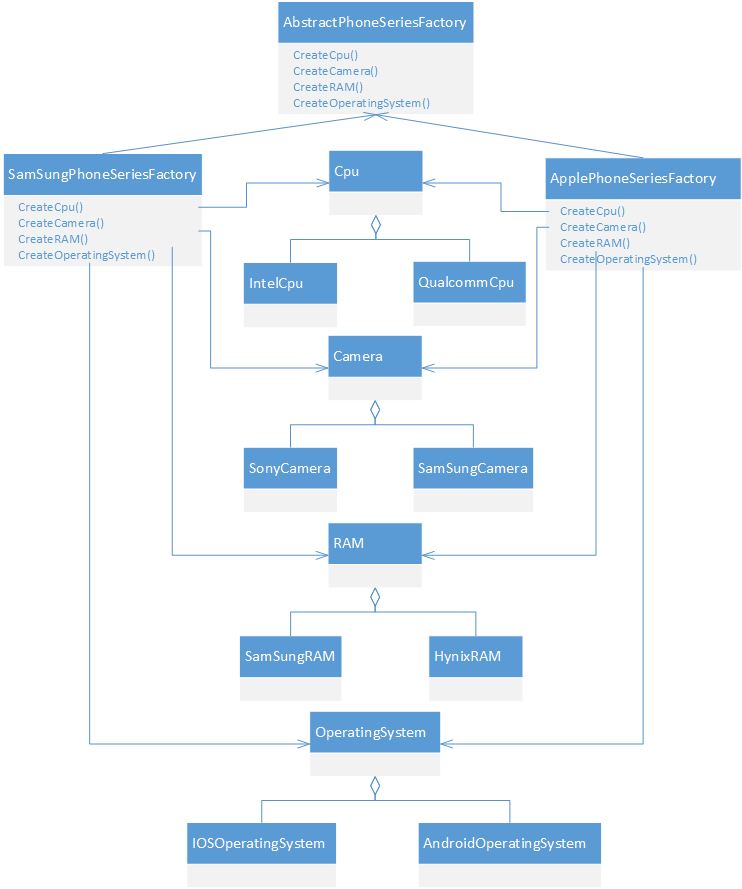 AbstractPhoneSeriesFactory
CreateCpu()
CreateCamera()
CreateRAM()
CreateOperatingSystem()
SamSungPhoneSeriesFactory
CreateCpu()
CreateCamera()
CreateRAM()
CreateOperatingSystem()
Cpu
ApplePhoneSeriesFactory
CreateCpu()
CreateCamera()
CreateRAM()
CreateOperatingSystem()
IntelCpu
QualcommCpu
Camera
SonyCamera
SamSungCamera
RAM
SamSungRAM
HynixRAM
OperatingSystem
IOSOperatingSystem
AndroidOperatingSystem